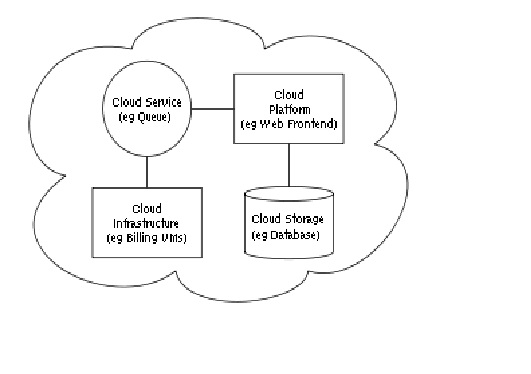 Cloud Service
(eg Queue)
Cloud
Platform
(eg Web Frontend)
Cloud
Infrastructure
(eg Billing VMs)
Cloud Storage
(eg Database)